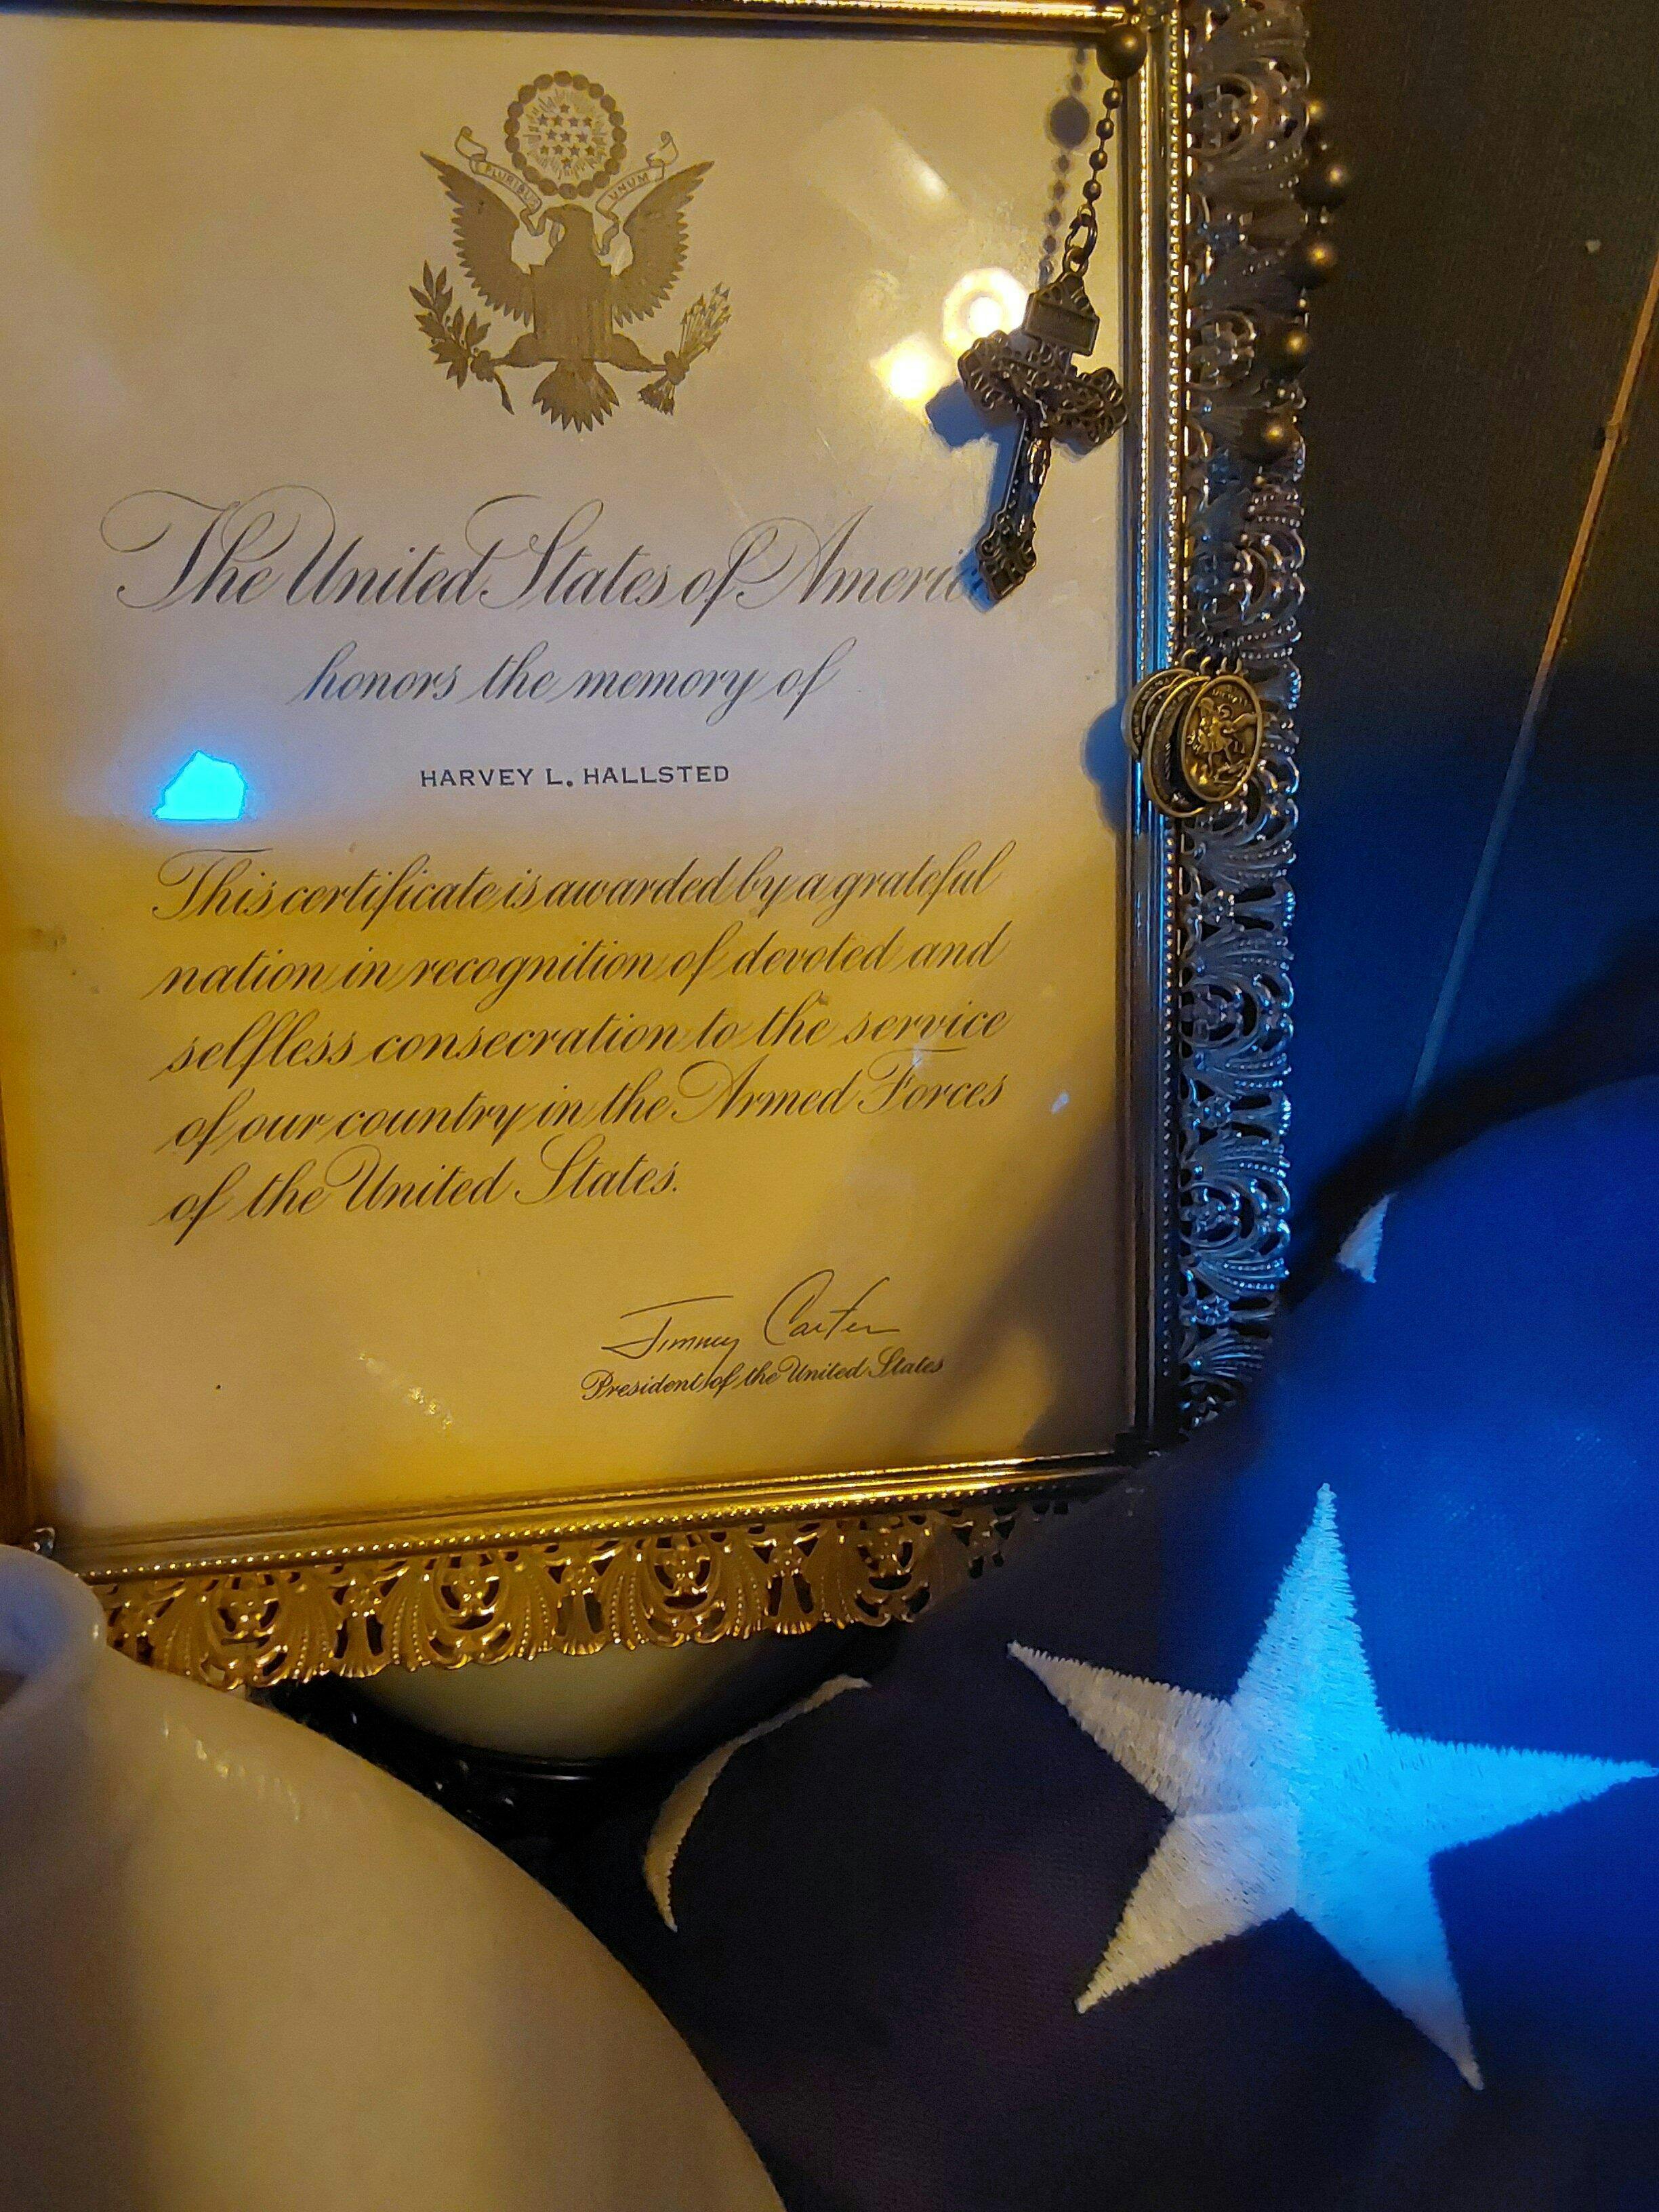 PLURIBUS UNUM
The United States of America
honors the memory of
HARVEY L. HALLSTED
This certificate is awarded by a grateful
nation in recognition of devoted and
selfless consecration to the service
of our country in the Armed Forces
of the United States.
Jimmy Carter
President of the United States